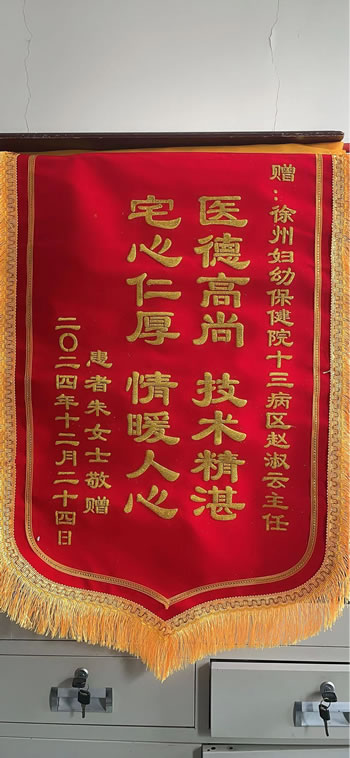 赠：徐州妇幼保健院十三病区赵淑云主任
医德高尚 技术精湛
宅心仁厚 情暖人心
患者朱女士敬赠
二〇二四年十二月二十四日